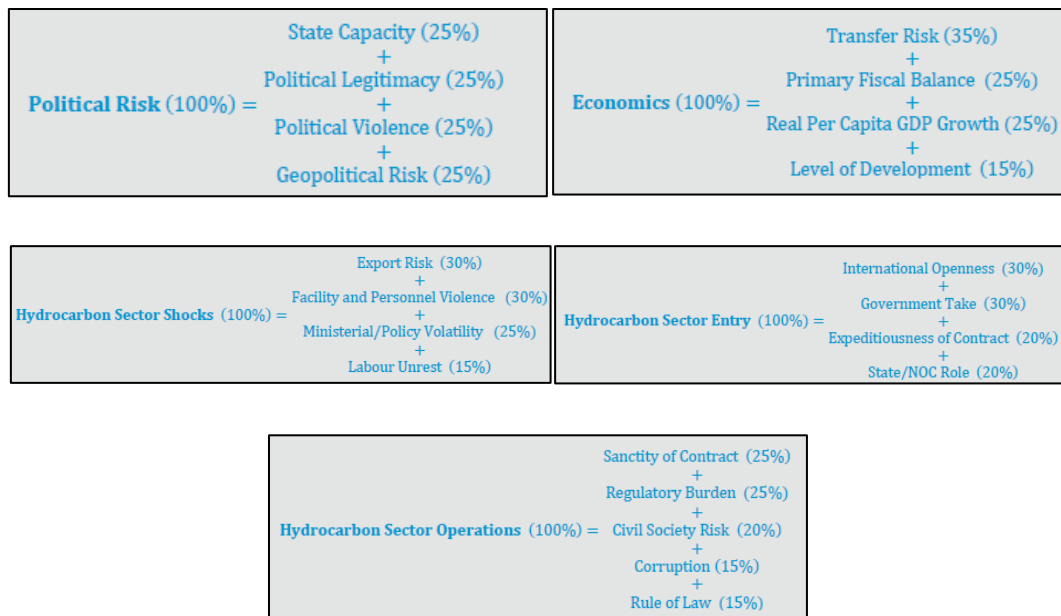 State Capacity (25%)
+
Political Legitimacy (25%)
Political Risk (100%) = +
Political Violence (25%)
+
Geopolitical Risk (25%)
Transfer Risk (35%)
+
Primary Fiscal Balance (25%)
Economics (100%) = +
Real Per Capita GDP Growth (25%)
+
Level of Development (15%)
Export Risk (30%)
+
Facility and Personnel Violence (30%)
Hydrocarbon Sector Shocks (100%) = +
Ministerial/Policy Volatility (25%)
+
Labour Unrest (15%)
International Openness (30%)
+
Government Take (30%)
Hydrocarbon Sector Entry (100%) = +
Expeditiousness of Contract (20%)
+
State/NOC Role (20%)
Sanctity of Contract (25%)
+
Regulatory Burden (25%)
+
Hydrocarbon Sector Operations (100%) = Civil Society Risk (20%)
+
Corruption (15%)
+
Rule of Law (15%)